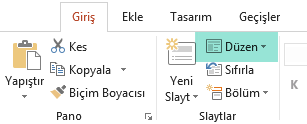 Giriş Ekle Tasarım Geçişler
Kes Düzen
Kopyala Sıfırla
Yapıştır Biçim Boyacısı Yeni Slayt Bölüm
Pano Slaytlar
K